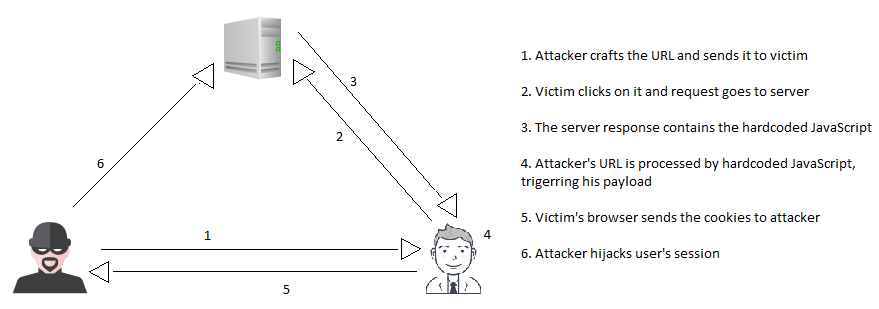 1. Attacker crafts the URL and sends it to victim
2. Victim clicks on it and request goes to server
3. The server response contains the hardcoded JavaScript
4. Attacker's URL is processed by hardcoded JavaScript,
trigerring his payload
5. Victim's browser sends the cookies to attacker
6. Attacker hijacks user's session
3
2
6
4
1
5